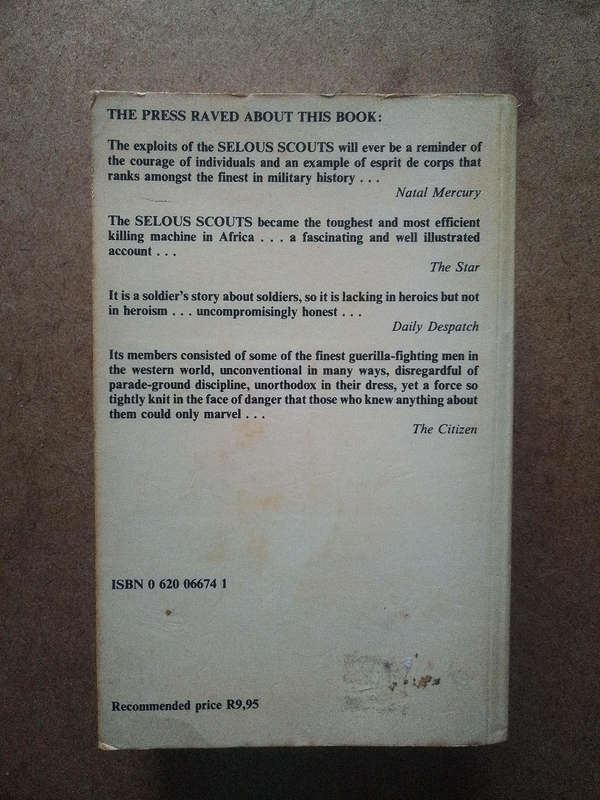 THE PRESS RAVED ABOUT THIS BOOK:
The exploits of the SELOUS SCOUTS will ever be a reminder of
the courage of individuals and an example of esprit de corps that
ranks amongst the finest in military history . . .
Natal Mercury
The SELOUS SCOUTS became the toughest and most efficient
killing machine in Africa . . . a fascinating and well illustrated
account . . .
The Star
It is a soldier's story about soldiers, so it is lacking in heroics but not
in heroism . . . uncompromisingly honest . . .
Daily Despatch
Its members consisted of some of the finest guerilla-fighting men in
the western world, unconventional in many ways, disregardful of
parade-ground discipline, unorthodox in their dress, yet a force so
tightly knit in the face of danger that those who knew anything about
them could only marvel . . .
The Citizen
ISBN 0 620 06674 1
Recommended price R9,95